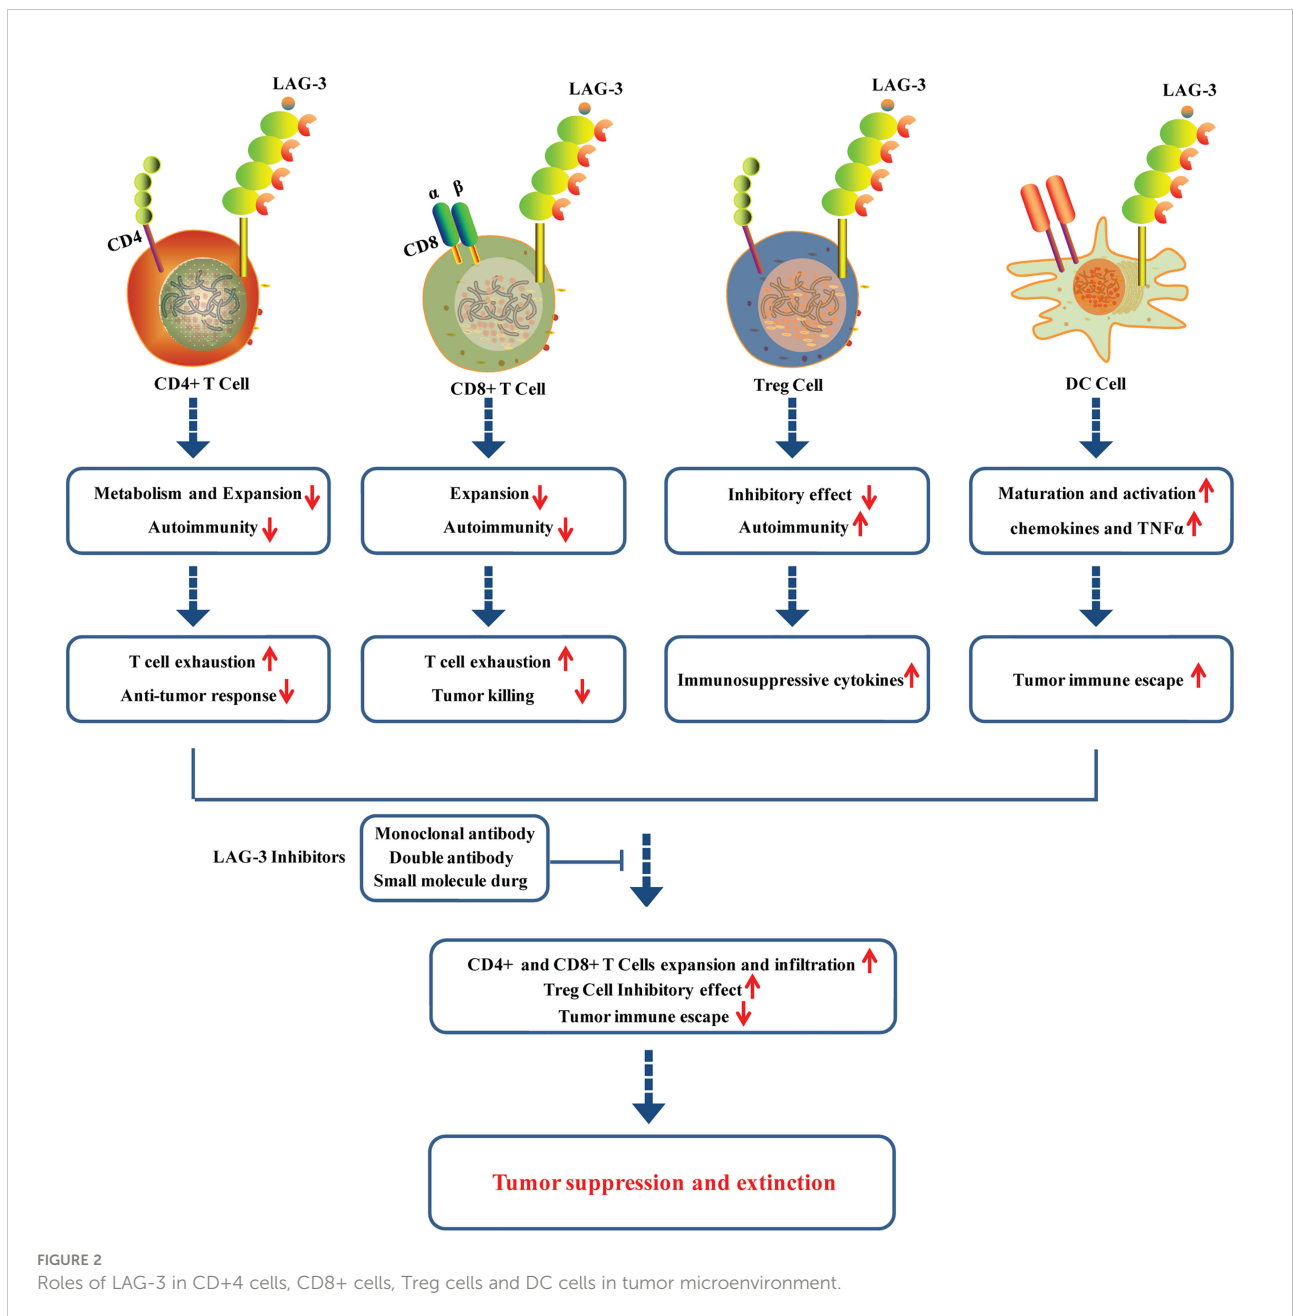 LAG-3
LAG-3
LAG-3
LAG-3
CD4
α
β
CD8
CD4+ T Cell
CD8+ T Cell
Treg Cell
DC Cell
Metabolism and Expansion
Autoimmunity
Expansion
Autoimmunity
Inhibitory effect
Autoimmunity
Maturation and activation
chemokines and TNFα
T cell exhaustion
Anti-tumor response
T cell exhaustion
Tumor killing
Immunosuppressive cytokines
Tumor immune escape
LAG-3 Inhibitors
Monoclonal antibody
Double antibody
Small molecule durg
CD4+ and CD8+ T Cells expansion and infiltration
Treg Cell Inhibitory effect
Tumor immune escape
Tumor suppression and extinction
FIGURE 2
Roles of LAG-3 in CD+4 cells, CD8+ cells, Treg cells and DC cells in tumor microenvironment.